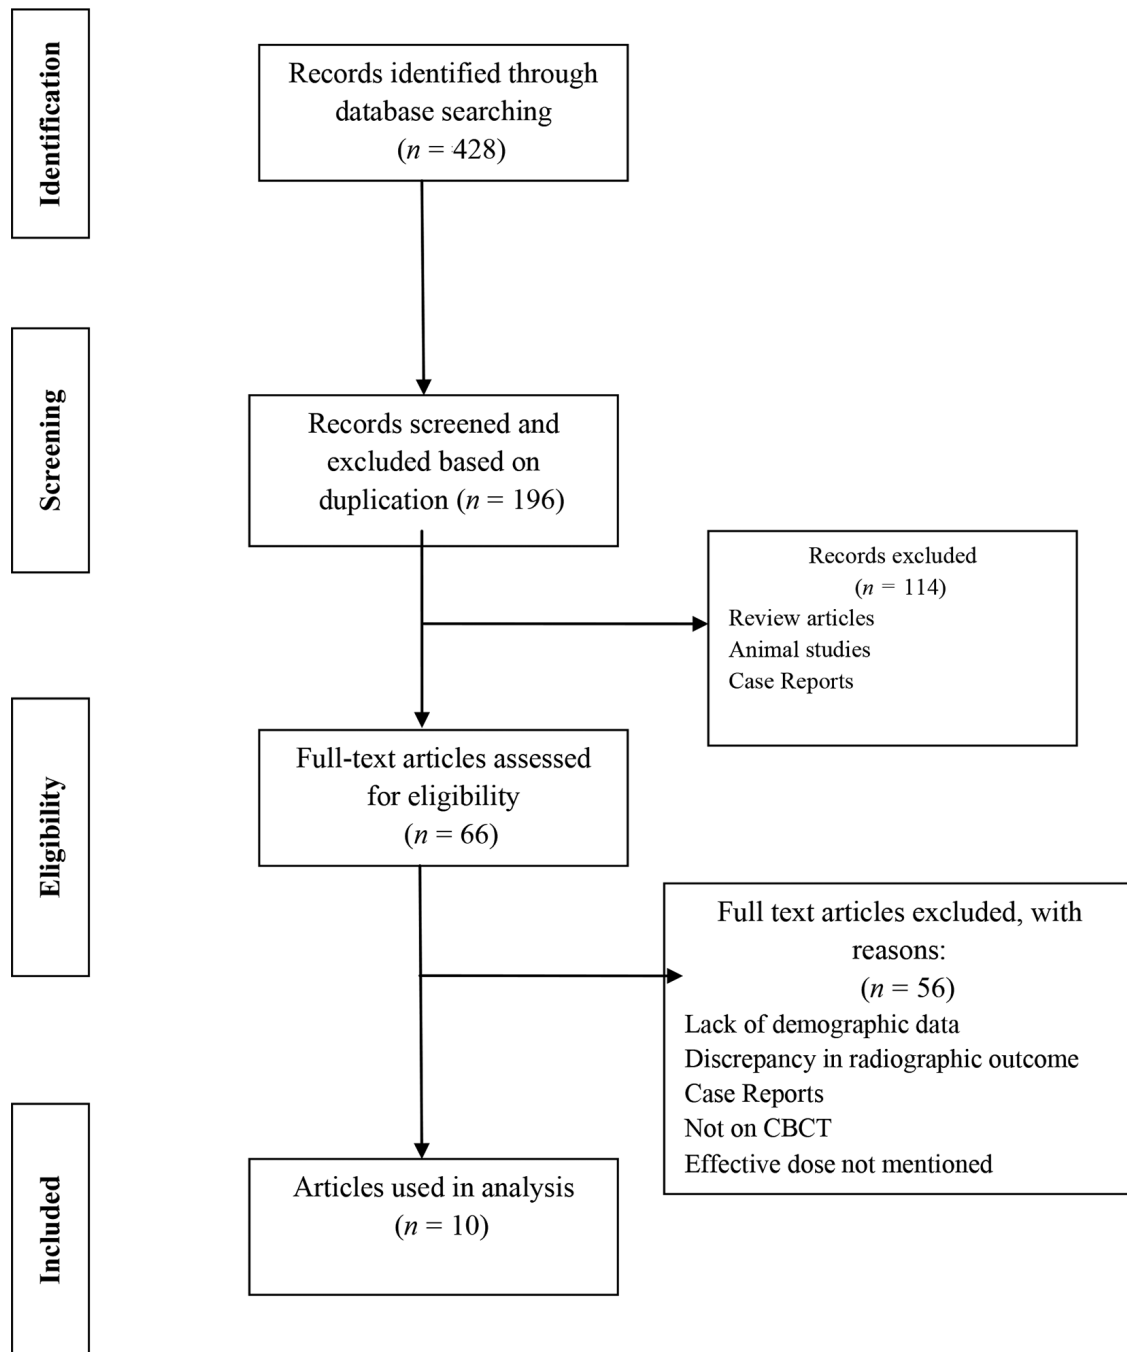 Identification
Records identified through
database searching
(n = 428)
Screening
Records screened and
excluded based on
duplication (n = 196)
Records excluded
(n = 114)
Review articles
Animal studies
Case Reports
Eligibility
Full-text articles assessed
for eligibility
(n = 66)
Full text articles excluded, with
reasons:
(n = 56)
Lack of demographic data
Discrepancy in radiographic outcome
Case Reports
Not on CBCT
Effective dose not mentioned
Included
Articles used in analysis
(n = 10)